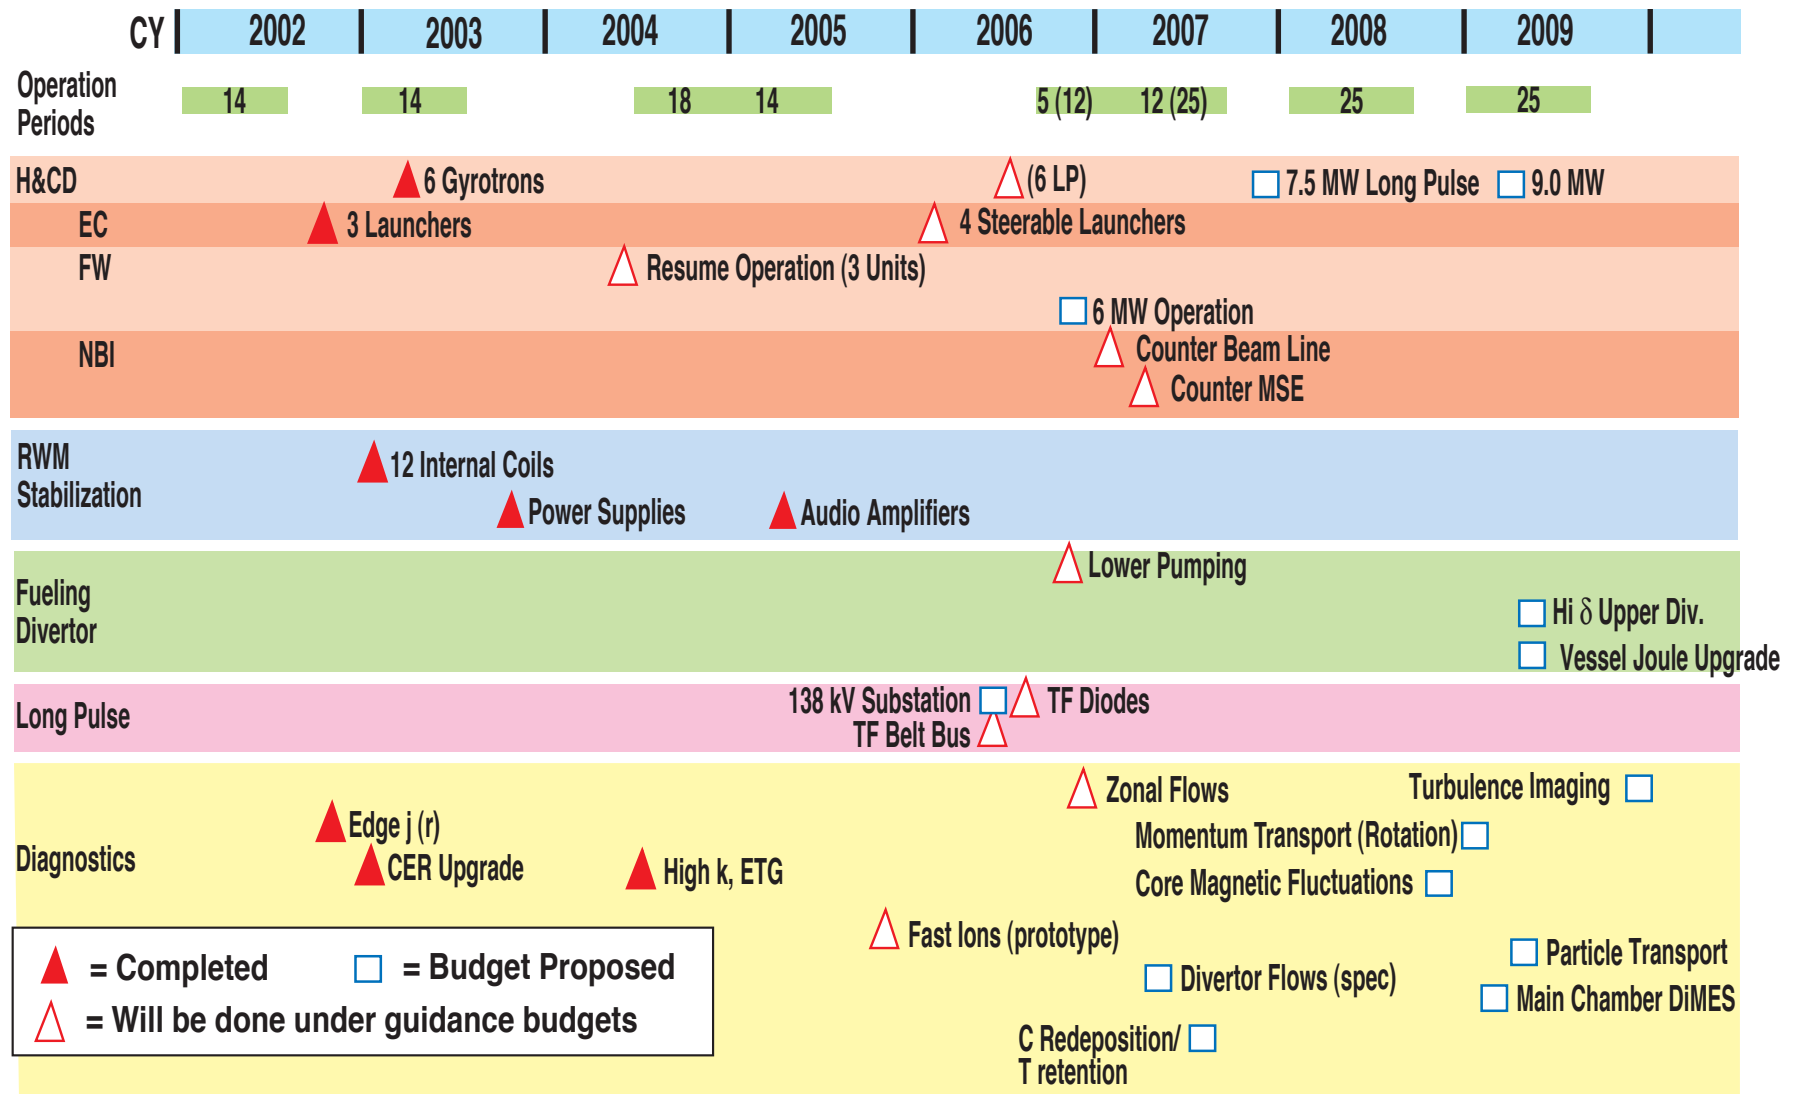 CY 2002 2003 2004 2005 2006 2007 2008 2009
Operation
Periods
14 14 18 14 5 (12) 12 (25) 25 25
H&CD 6 Gyrotrons (6 LP) 7.5 MW Long Pulse 9.0 MW
EC 3 Launchers 4 Steerable Launchers
FW Resume Operation (3 Units)
6 MW Operation
NBI Counter Beam Line
Counter MSE
RWM
Stabilization
12 Internal Coils
Power Supplies Audio Amplifiers
Lower Pumping
Fueling
Divertor
Hi δ Upper Div.
Vessel Joule Upgrade
Long Pulse
138 kV Substation TF Diodes
TF Belt Bus
Zonal Flows Turbulence Imaging
Edge j (r) Momentum Transport (Rotation)
Diagnostics CER Upgrade High k, ETG Core Magnetic Fluctuations
Fast Ions (prototype) Particle Transport
Divertor Flows (spec) Main Chamber DiMES
C Redeposition/
T retention
= Completed = Budget Proposed
= Will be done under guidance budgets